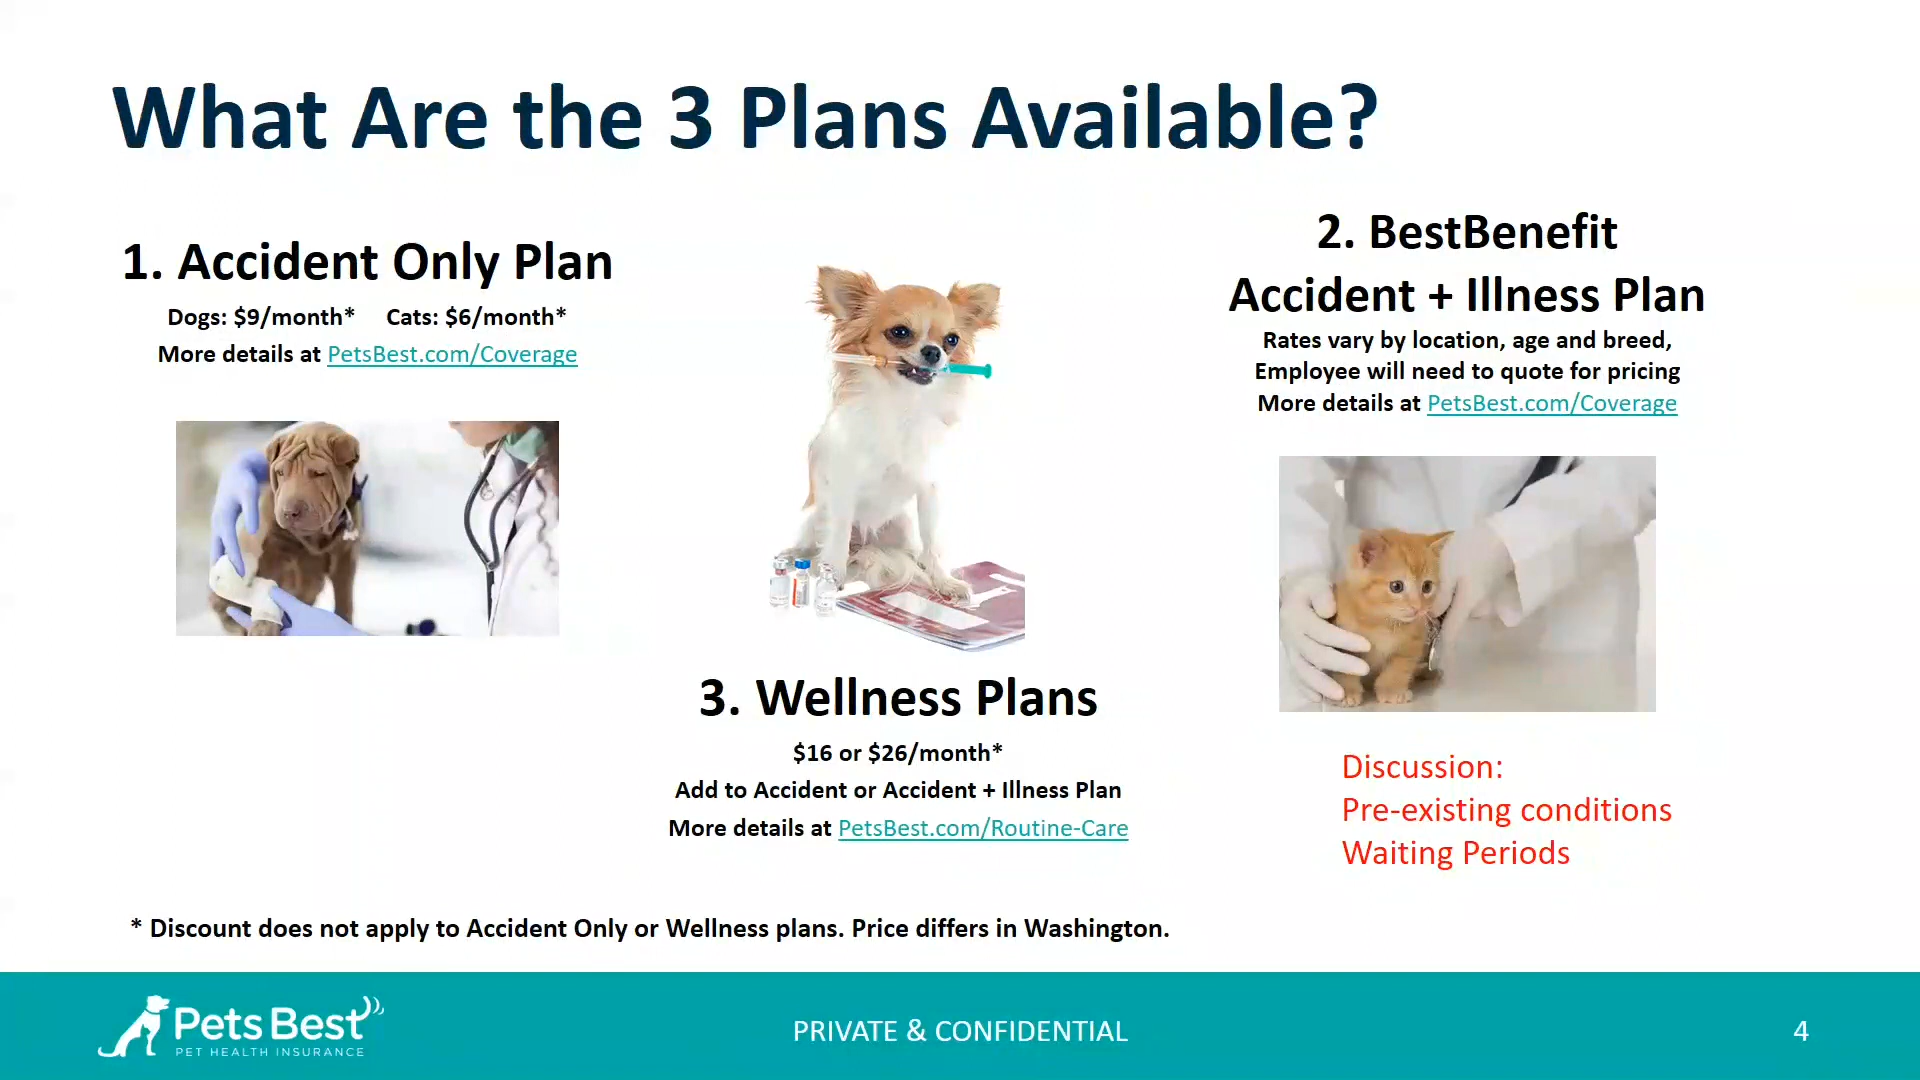 What Are the 3 Plans Available?
1. Accident Only Plan
Dogs: $9/month* Cats: $6/month*
More details at PetsBest.com/Coverage
2. BestBenefit
Accident + Illness Plan
Rates vary by location, age and breed,
Employee will need to quote for pricing
More details at PetsBest.com/Coverage
3. Wellness Plans
$16 or $26/month*
Add to Accident or Accident + Illness Plan
More details at PetsBest.com/Routine-Care
Discussion:
Pre-existing conditions
Waiting Periods
* Discount does not apply to Accident Only or Wellness plans. Price differs in Washington.
Pets Best
PET HEALTH INSURANCE
PRIVATE & CONFIDENTIAL
4